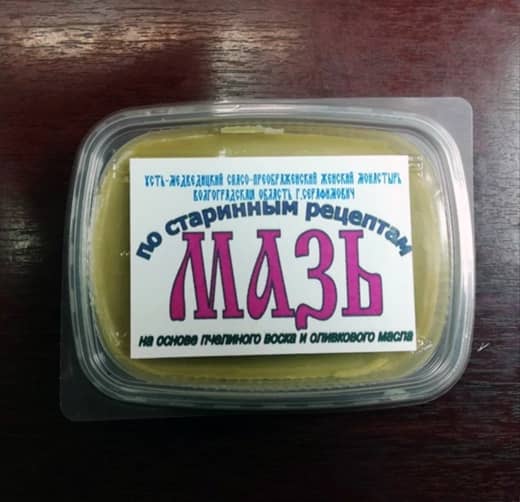 УСТЬ-МЕДВЕДИЦКИЙ СПАСО-ПРЕОБРАЖЕНСКИЙ ЖЕНСКИЙ МОНАСТЫРЬ
ВОЛГОГРАДСКАЯ ОБЛАСТЬ Г.СЕРАФИМОВИЧ
по старинным рецептам
МАЗЬ
на основе пчелиного воска и оливкового масла